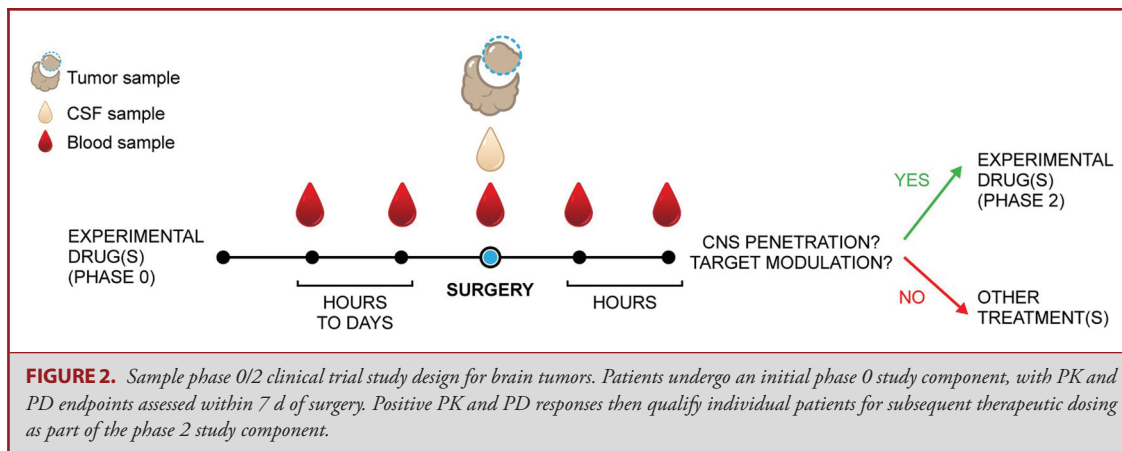 Tumor sample
CSF sample
Blood sample
EXPERIMENTAL
DRUG(S)
(PHASE 0)
HOURS
TO DAYS
SURGERY
HOURS
CNS PENETRATION?
TARGET MODULATION?
YES
EXPERIMENTAL
DRUG(S)
(PHASE 2)
NO
OTHER
TREATMENT(S)
FIGURE 2. Sample phase 0/2 clinical trial study design for brain tumors. Patients undergo an initial phase 0 study component, with PK and
PD endpoints assessed within 7 d of surgery. Positive PK and PD responses then qualify individual patients for subsequent therapeutic dosing
as part of the phase 2 study component.